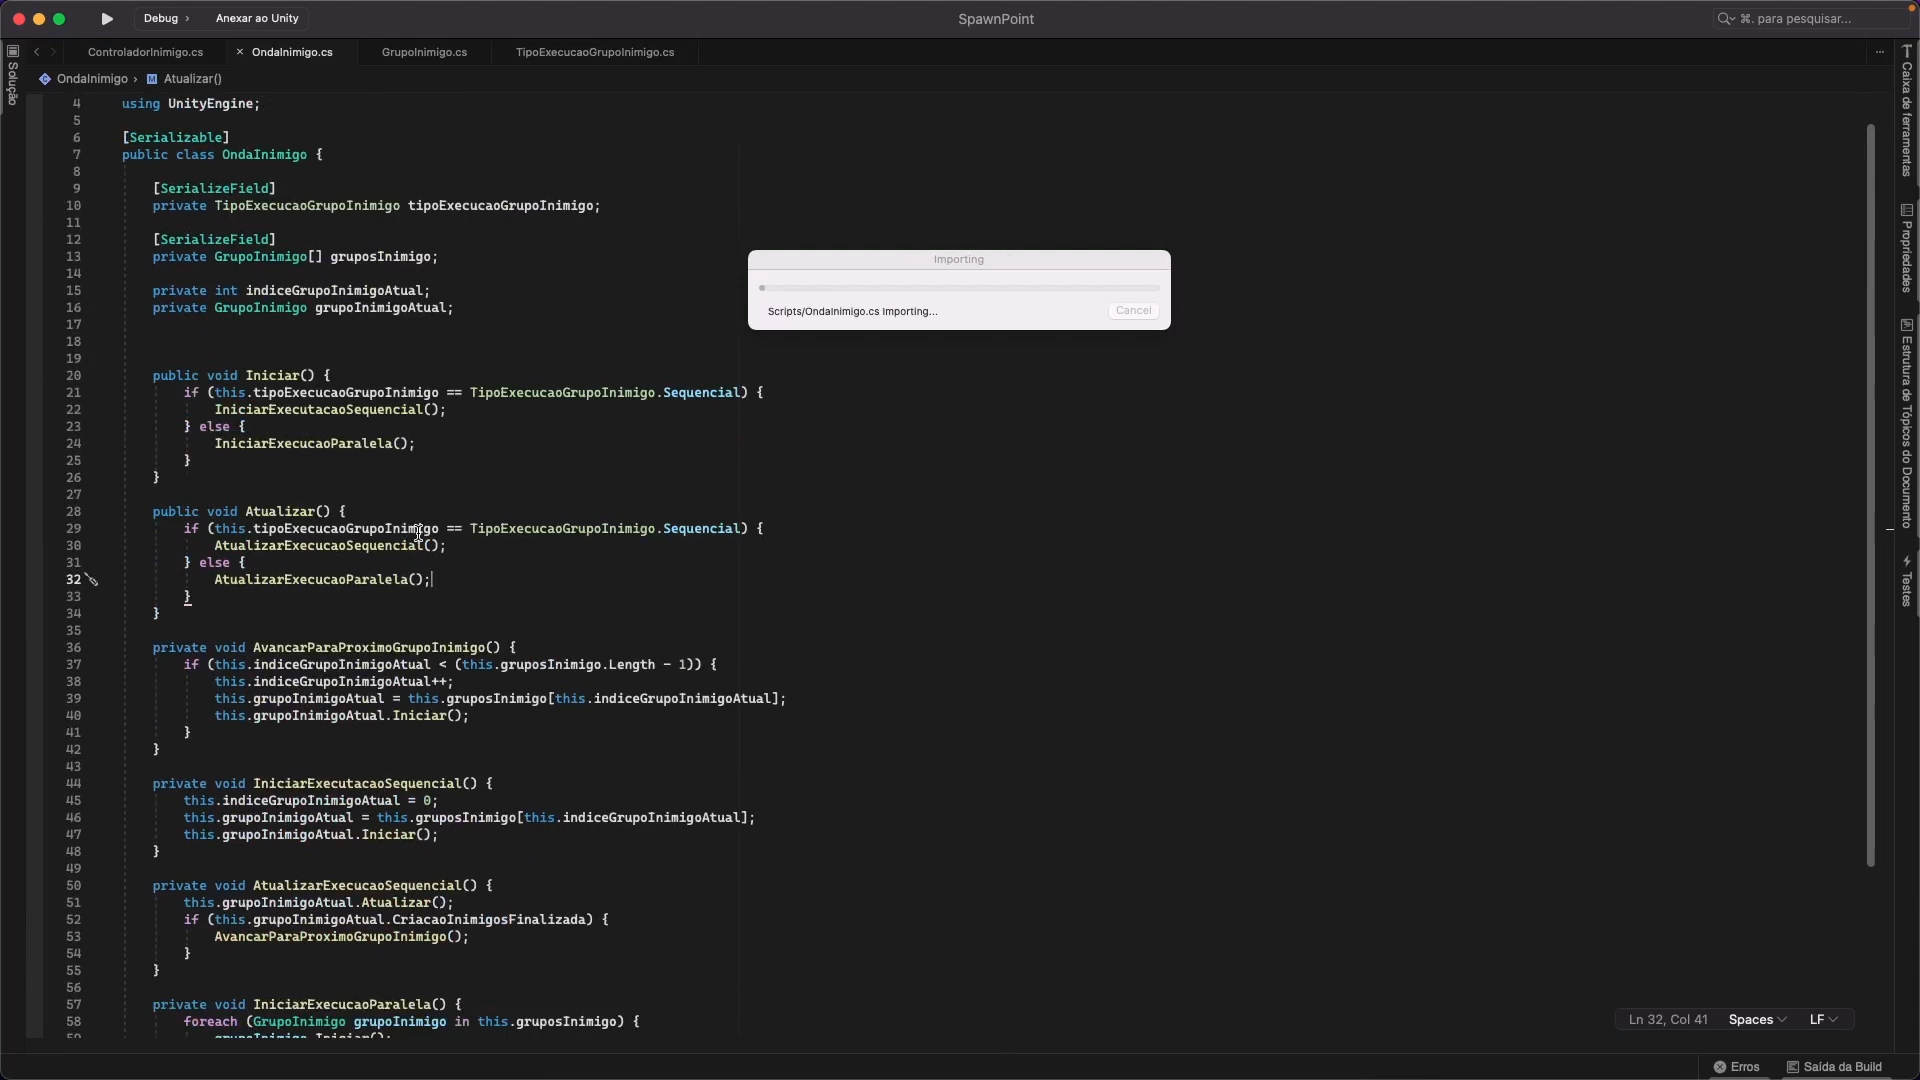 Debug ›
Anexar ao Unity
SpawnPoint
⌘. para pesquisar...
ControladorInimigo.cs
× OndaInimigo.cs
GrupoInimigo.cs
TipoExecucaoGrupoInimigo.cs
...
OndaInimigo › M Atualizar()
Solução
Caixa de ferramentas
Propriedades
Estrutura de Tópicos do Documento
Testes
4 using UnityEngine;
5
6 [Serializable]
7 public class OndaInimigo {
8
9 [SerializeField]
10 private TipoExecucaoGrupoInimigo tipoExecucaoGrupoInimigo;
11
12 [SerializeField]
13 private GrupoInimigo[] gruposInimigo;
14
15 private int indiceGrupoInimigoAtual;
16 private GrupoInimigo grupoInimigoAtual;
17
18
19
20 public void Iniciar() {
21 if (this.tipoExecucaoGrupoInimigo == TipoExecucaoGrupoInimigo.Sequencial) {
22 IniciarExecutacaoSequencial();
23 } else {
24 IniciarExecucaoParalela();
25 }
26 }
27
28 public void Atualizar() {
29 if (this.tipoExecucaoGrupoInimigo == TipoExecucaoGrupoInimigo.Sequencial) {
30 AtualizarExecucaoSequencial();
31 } else {
32 AtualizarExecucaoParalela();
33 }
34 }
35
36 private void AvancarParaProximoGrupoInimigo() {
37 if (this.indiceGrupoInimigoAtual < (this.gruposInimigo.Length - 1)) {
38 this.indiceGrupoInimigoAtual++;
39 this.grupoInimigoAtual = this.gruposInimigo[this.indiceGrupoInimigoAtual];
40 this.grupoInimigoAtual.Iniciar();
41 }
42 }
43
44 private void IniciarExecutacaoSequencial() {
45 this.indiceGrupoInimigoAtual = 0;
46 this.grupoInimigoAtual = this.gruposInimigo[this.indiceGrupoInimigoAtual];
47 this.grupoInimigoAtual.Iniciar();
48 }
49
50 private void AtualizarExecucaoSequencial() {
51 this.grupoInimigoAtual.Atualizar();
52 if (this.grupoInimigoAtual.CriacaoInimigosFinalizada) {
53 AvancarParaProximoGrupoInimigo();
54 }
55 }
56
57 private void IniciarExecucaoParalela() {
58 foreach (GrupoInimigo grupoInimigo in this.gruposInimigo) {
59 grupoInimigo.Iniciar();
Importing
Scripts/OndaInimigo.cs Importing...
Cancel
Ln 32, Col 41
Spaces
LF
Erros
Saída da Build